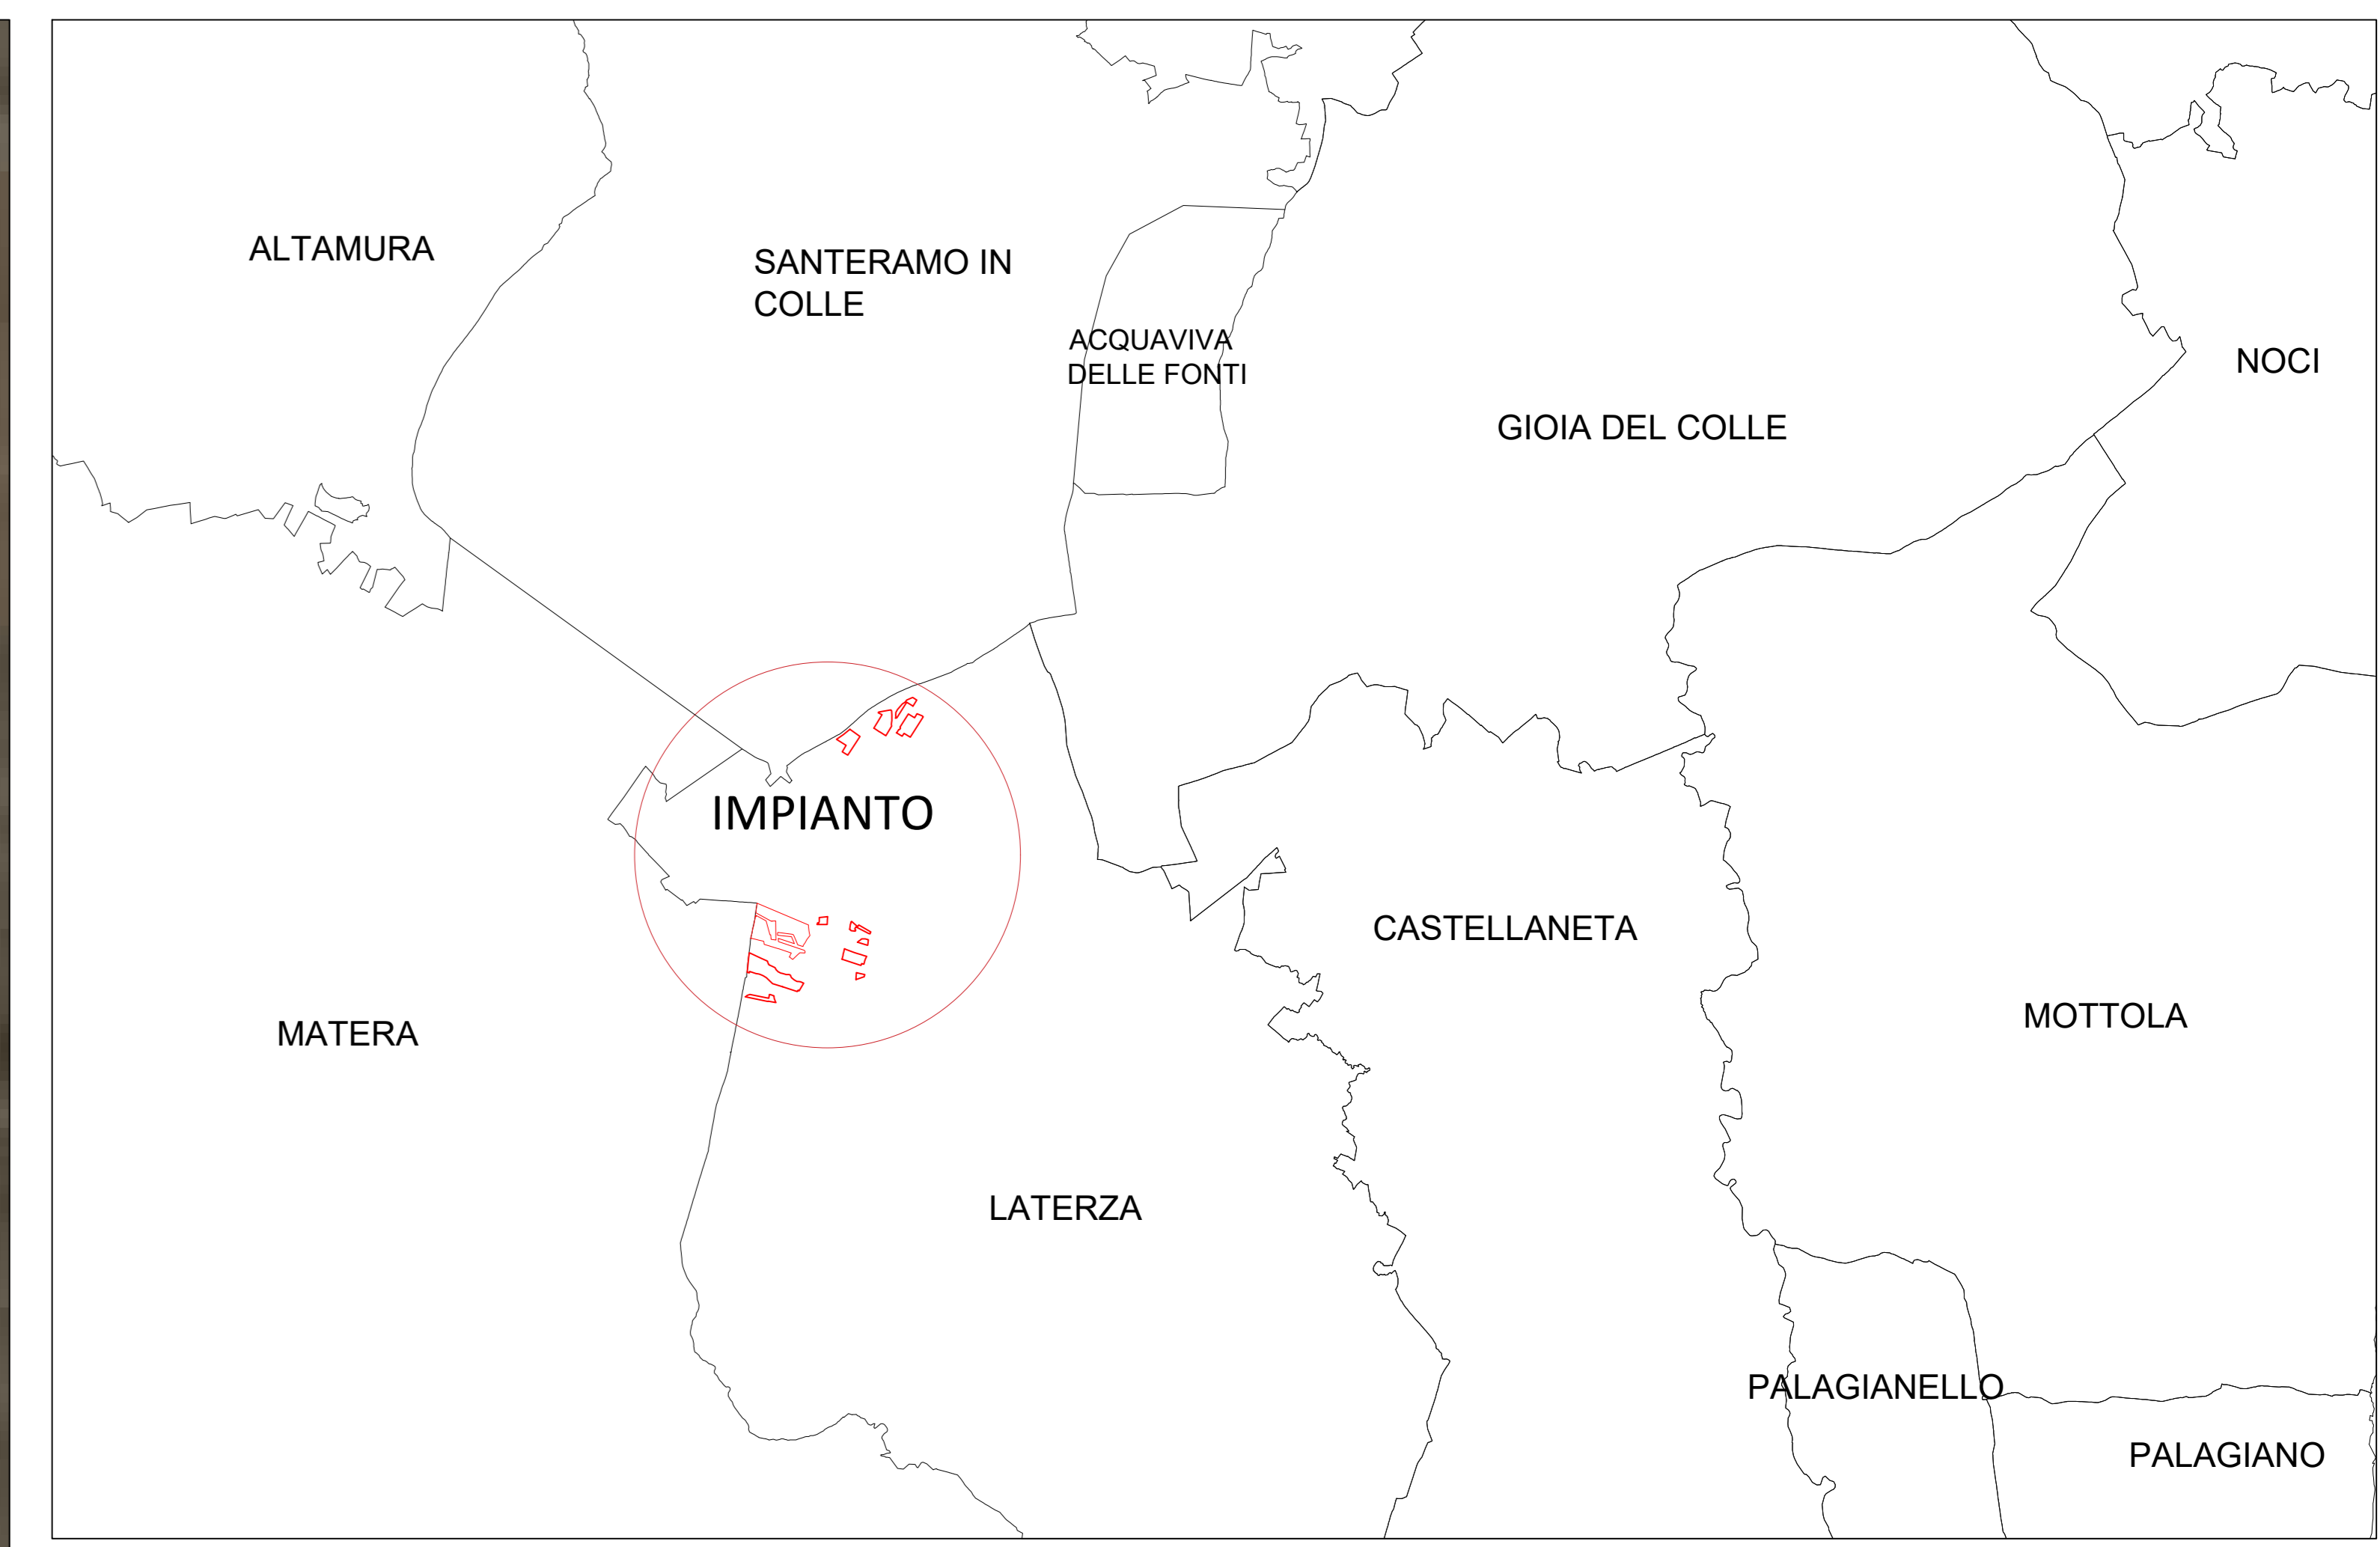 ALTAMURA
SANTERAMO IN
COLLE
ACQUAVIVA
DELLE FONTI
NOCI
GIOIA DEL COLLE
IMPIANTO
CASTELLANETA
MOTTOLA
MATERA
LATERZA
PALAGIANELLO
PALAGIANO